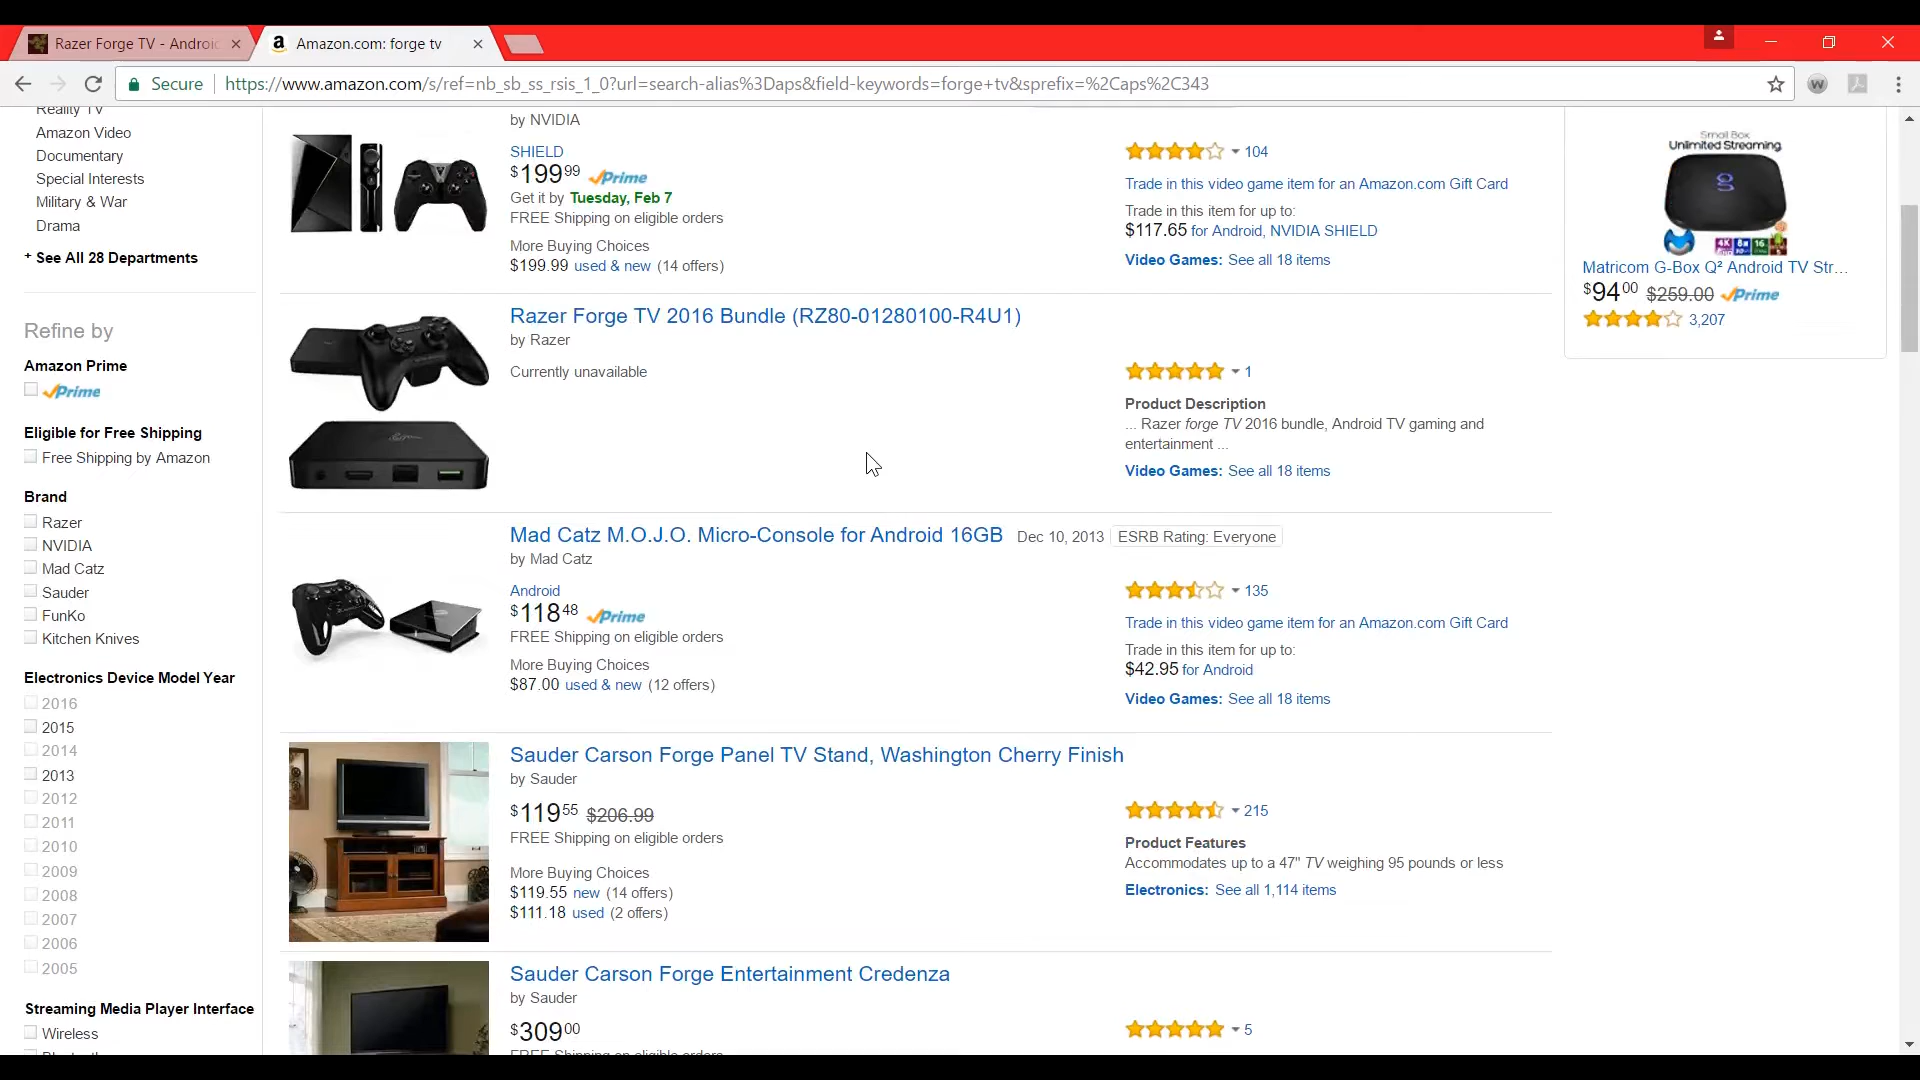 Razer Forge TV - Androi
Amazon.com: forge tv
Secure
https://www.amazon.com/s/ref=nb_sb_ss_rsis_1_0?url=search-alias%3Daps&field-keywords=forge+tv&sprefix=%2Caps%2C343
Reality TV
Amazon Video
Documentary
Special Interests
Military & War
Drama
+ See All 28 Departments
Refine by
Amazon Prime
Prime
Eligible for Free Shipping
Free Shipping by Amazon
Brand
Razer
NVIDIA
Mad Catz
Sauder
FunKo
Kitchen Knives
Electronics Device Model Year
2016
2015
2014
2013
2012
2011
2010
2009
2008
2007
2006
2005
Streaming Media Player Interface
Wireless
by NVIDIA
SHIELD
$199 99 Prime
Get it by Tuesday, Feb 7
FREE Shipping on eligible orders
More Buying Choices
$199.99 used & new (14 offers)
104
Trade in this video game item for an Amazon.com Gift Card
Trade in this item for up to:
$117.65 for Android, NVIDIA SHIELD
Video Games: See all 18 items
Razer Forge TV 2016 Bundle (RZ80-01280100-R4U1)
by Razer
Currently unavailable
1
Product Description
... Razer forge TV 2016 bundle, Android TV gaming and
entertainment ...
Video Games: See all 18 items
Mad Catz M.O.J.O. Micro-Console for Android 16GB Dec 10, 2013 ESRB Rating: Everyone
by Mad Catz
Android
$118 48 Prime
FREE Shipping on eligible orders
More Buying Choices
$87.00 used & new (12 offers)
135
Trade in this video game item for an Amazon.com Gift Card
Trade in this item for up to:
$42.95 for Android
Video Games: See all 18 items
Sauder Carson Forge Panel TV Stand, Washington Cherry Finish
by Sauder
$119 55 $206.99
FREE Shipping on eligible orders
More Buying Choices
$119.55 new (14 offers)
$111.18 used (2 offers)
215
Product Features
Accommodates up to a 47" TV weighing 95 pounds or less
Electronics: See all 1,114 items
Sauder Carson Forge Entertainment Credenza
by Sauder
$309 00
FREE Shipping on eligible orders
5
Small Box
Unlimited Streaming
Matricom G-Box Q² Android TV Str...
$94 00 $259.00 Prime
3,207